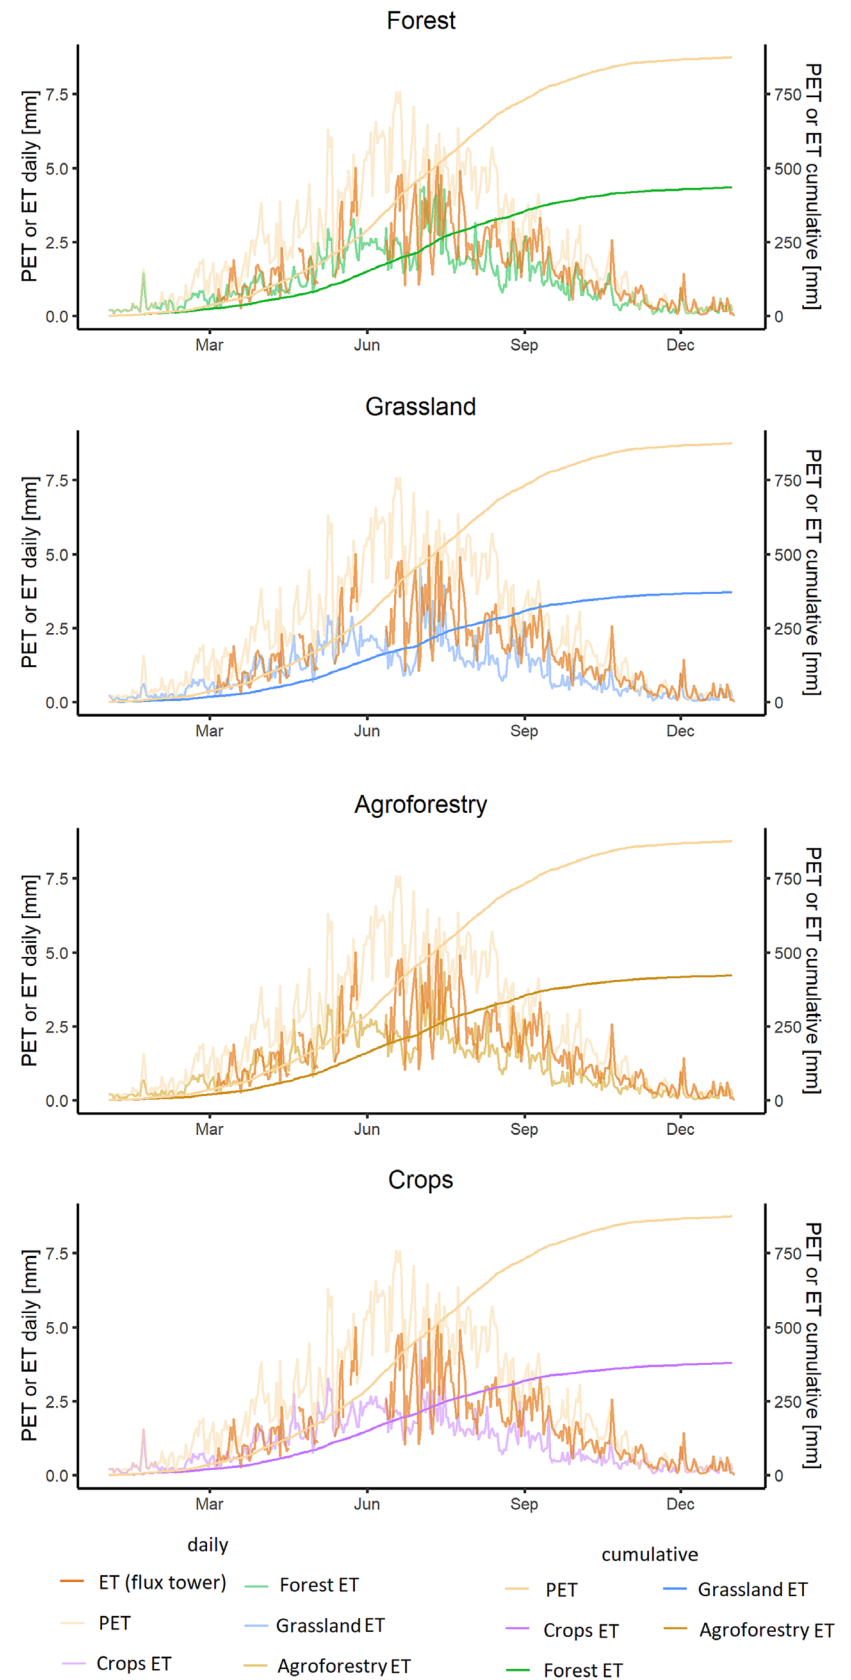 Forest
PET or ET daily [mm]
7.5
5.0
2.5
0.0
PET or ET cumulative [mm]
750
500
250
0
Mar Jun Sep Dec
Grassland
PET or ET daily [mm]
7.5
5.0
2.5
0.0
PET or ET cumulative [mm]
750
500
250
0
Mar Jun Sep Dec
Agroforestry
PET or ET daily [mm]
7.5
5.0
2.5
0.0
PET or ET cumulative [mm]
750
500
250
0
Mar Jun Sep Dec
Crops
PET or ET daily [mm]
7.5
5.0
2.5
0.0
PET or ET cumulative [mm]
750
500
250
0
Mar Jun Sep Dec
daily
ET (flux tower) Forest ET
PET Grassland ET
Crops ET Agroforestry ET
cumulative
PET Grassland ET
Crops ET Agroforestry ET
Forest ET